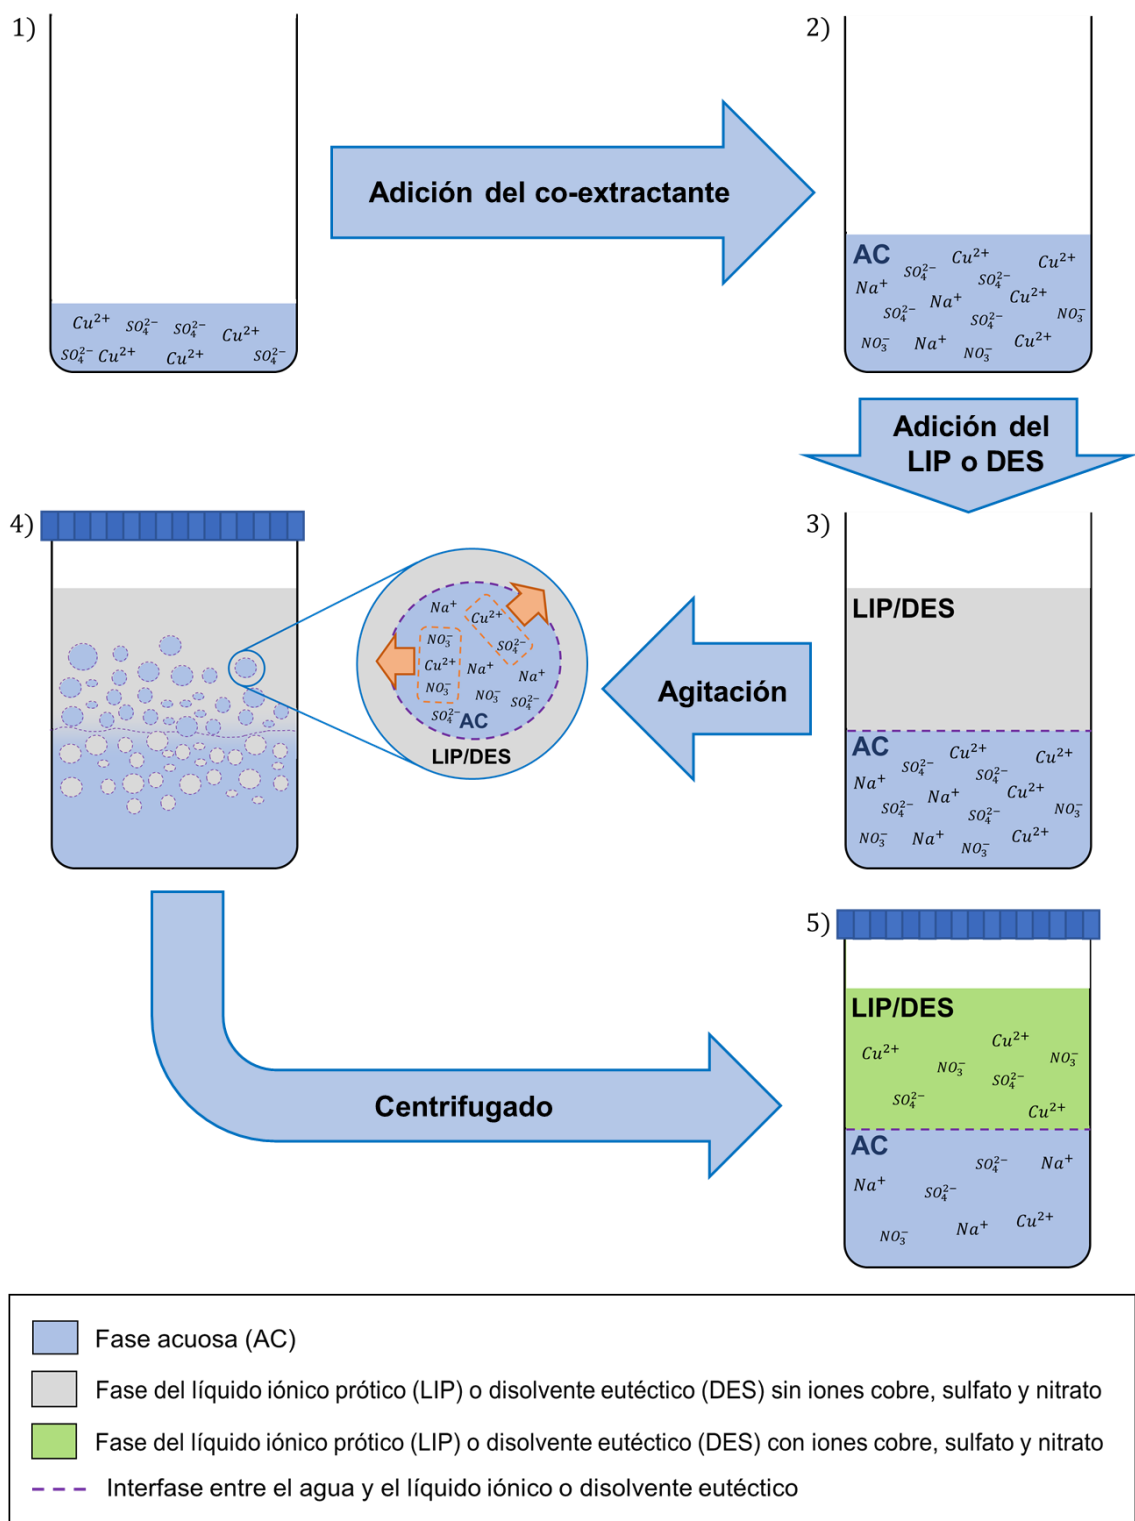 1)
Cu²⁺ SO₄²⁻ SO₄²⁻ Cu²⁺
SO₄²⁻ Cu²⁺ Cu²⁺ SO₄²⁻
Adición del co-extractante
2)
AC Cu²⁺ Cu²⁺
SO₄²⁻ SO₄²⁻
Na⁺ Na⁺ Cu²⁺
SO₄²⁻ SO₄²⁻ NO₃⁻
NO₃⁻ Na⁺ NO₃⁻ Cu²⁺
Adición del
LIP o DES
3)
LIP/DES
AC Cu²⁺ Cu²⁺
SO₄²⁻ SO₄²⁻
Na⁺ Na⁺ Cu²⁺
SO₄²⁻ SO₄²⁻ NO₃⁻
NO₃⁻ Na⁺ NO₃⁻ Cu²⁺
Agitación
4)
Na⁺ Cu²⁺
NO₃⁻ SO₄²⁻
Cu²⁺ Na⁺ Na⁺
NO₃⁻ NO₃⁻ SO₄²⁻
SO₄²⁻ AC
LIP/DES
Centrifugado
5)
LIP/DES
Cu²⁺ Cu²⁺
NO₃⁻ NO₃⁻
SO₄²⁻ SO₄²⁻
Cu²⁺
AC
SO₄²⁻ Na⁺
Na⁺ SO₄²⁻
NO₃⁻ Na⁺ Cu²⁺
Fase acuosa (AC)
Fase del líquido iónico prótico (LIP) o disolvente eutéctico (DES) sin iones cobre, sulfato y nitrato
Fase del líquido iónico prótico (LIP) o disolvente eutéctico (DES) con iones cobre, sulfato y nitrato
Interfase entre el agua y el líquido iónico o disolvente eutéctico